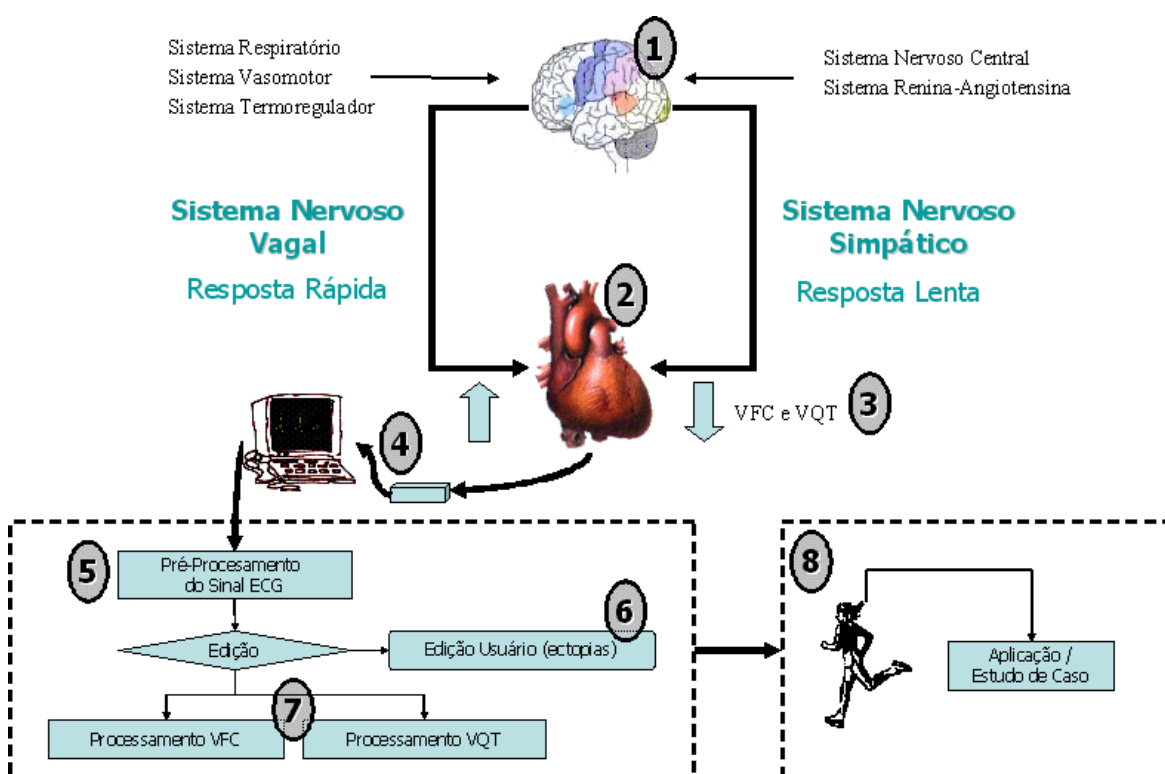 Sistema Respiratório
Sistema Vasomotor
Sistema Termoregulador
1
Sistema Nervoso Central
Sistema Renina-Angiotensina
Sistema Nervoso
Vagal
Resposta Rápida
Sistema Nervoso
Simpático
Resposta Lenta
2
VFC e VQT
3
4
5
Pré-Procesamento
do Sinal ECG
6
Edição
Edição Usuário (ectopias)
7
Processamento VFC
Processamento VQT
8
Aplicação /
Estudo de Caso